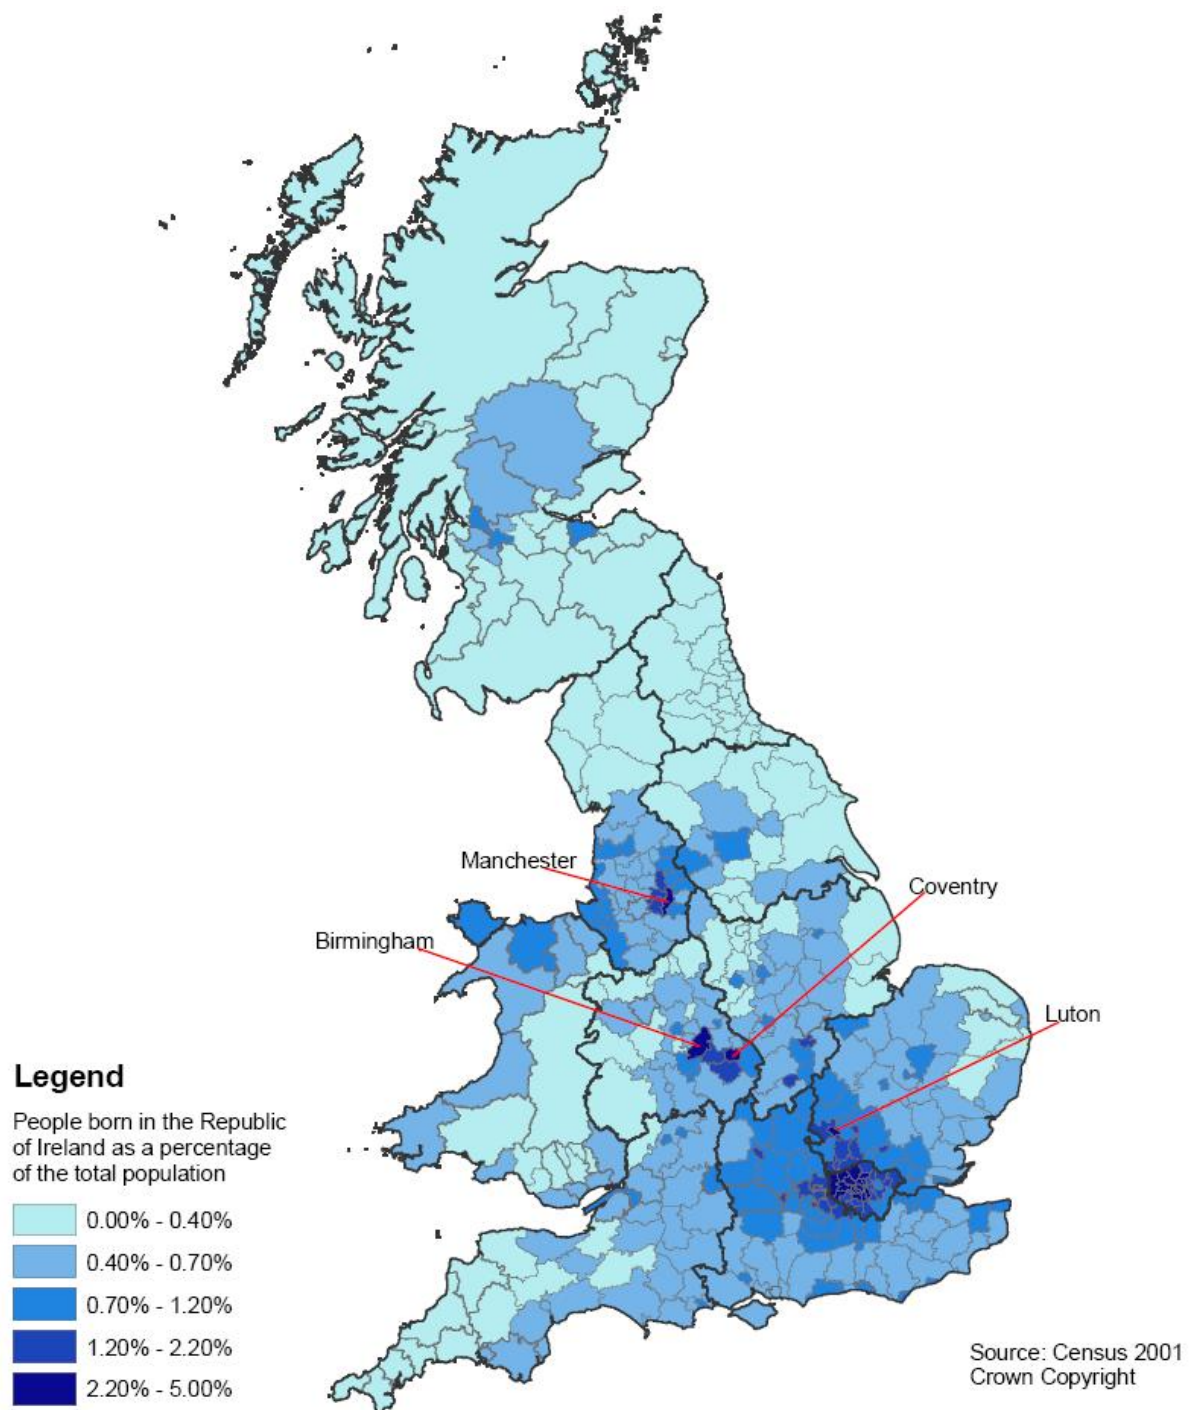 Manchester
Coventry
Birmingham
Luton
Legend
People born in the Republic
of Ireland as a percentage
of the total population
0.00% - 0.40%
0.40% - 0.70%
0.70% - 1.20%
1.20% - 2.20%
2.20% - 5.00%
Source: Census 2001
Crown Copyright